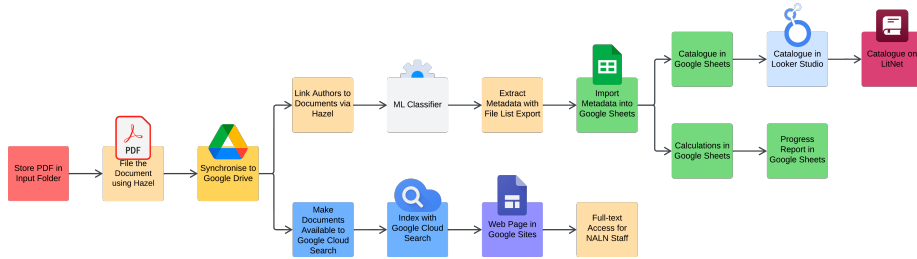 Store PDF in
Input Folder
PDF
File the
Document
using Hazel
Synchronise to
Google Drive
Link Authors to
Documents via
Hazel
ML Classifier
Extract
Metadata with
File List Export
Import
Metadata into
Google Sheets
Catalogue in
Google Sheets
Catalogue in
Looker Studio
Catalogue on
LitNet
Calculations in
Google Sheets
Progress
Report in
Google Sheets
Make
Documents
Available to
Google Cloud
Search
Index with
Google Cloud
Search
Web Page in
Google Sites
Full-text
Access for
NALN Staff